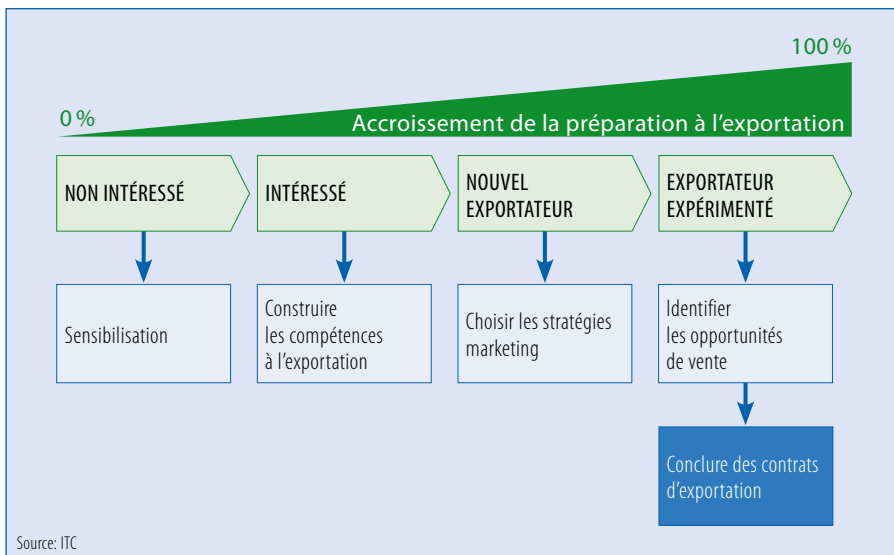 100 %
0 %
Accroissement de la préparation à l’exportation
NON INTÉRESSÉ
INTÉRESSÉ
NOUVEL
EXPORTATEUR
EXPORTATEUR
EXPÉRIMENTÉ
Sensibilisation
Construire
les compétences
à l’exportation
Choisir les stratégies
marketing
Identifier
les opportunités
de vente
Conclure des contrats
d’exportation
Source: ITC